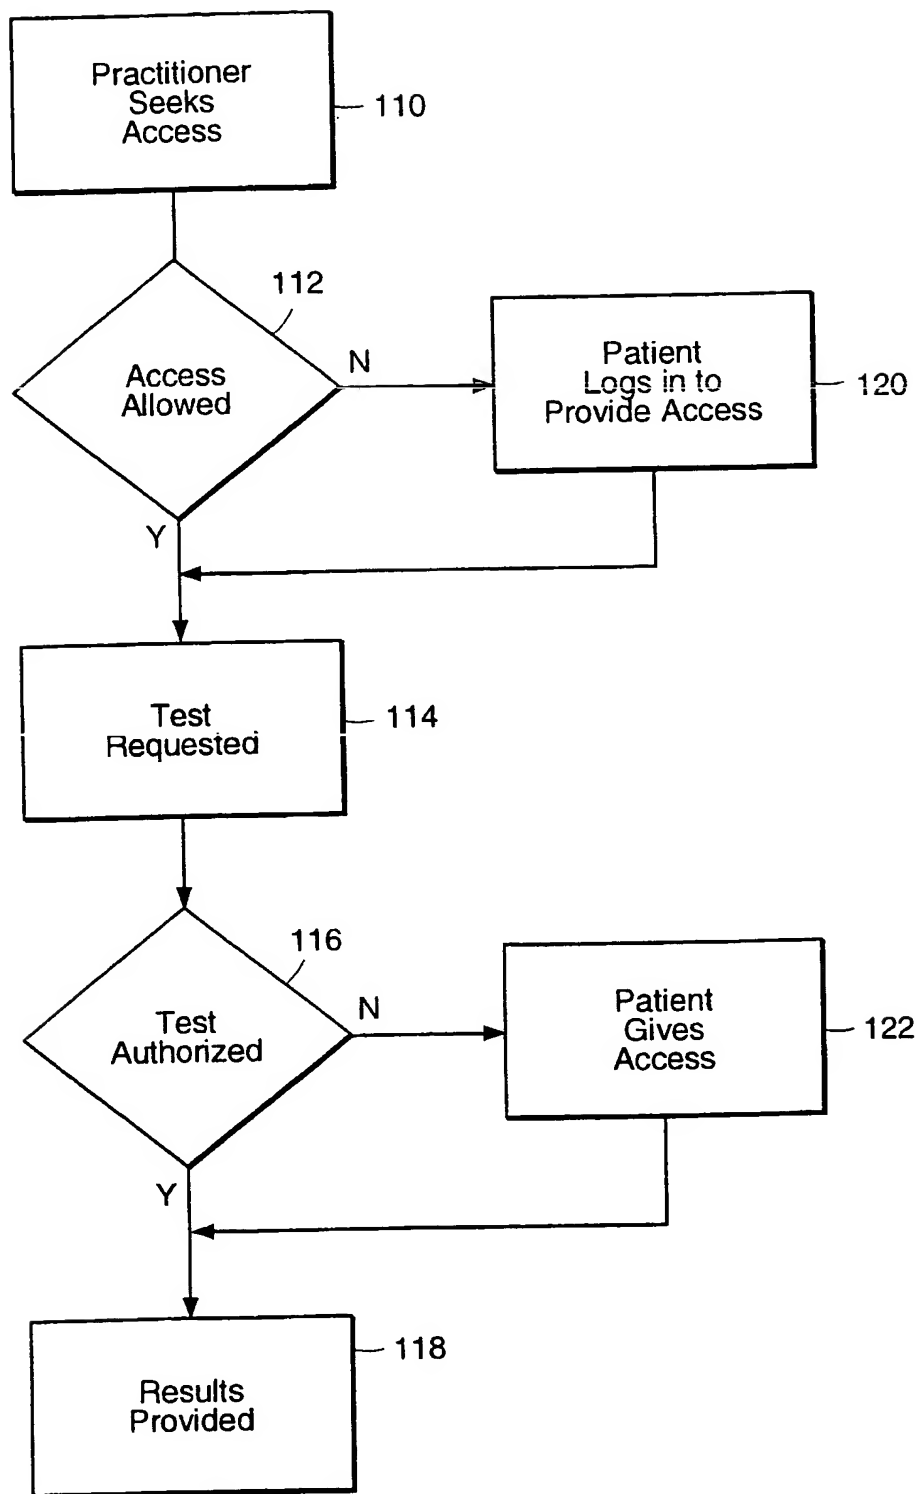 Practitioner
Seeks
Access
110
112
Access
Allowed
N
Patient
Logs in to
Provide Access
120
Y
Test
Requested
114
116
Test
Authorized
N
Patient
Gives
Access
122
Y
Results
Provided
118